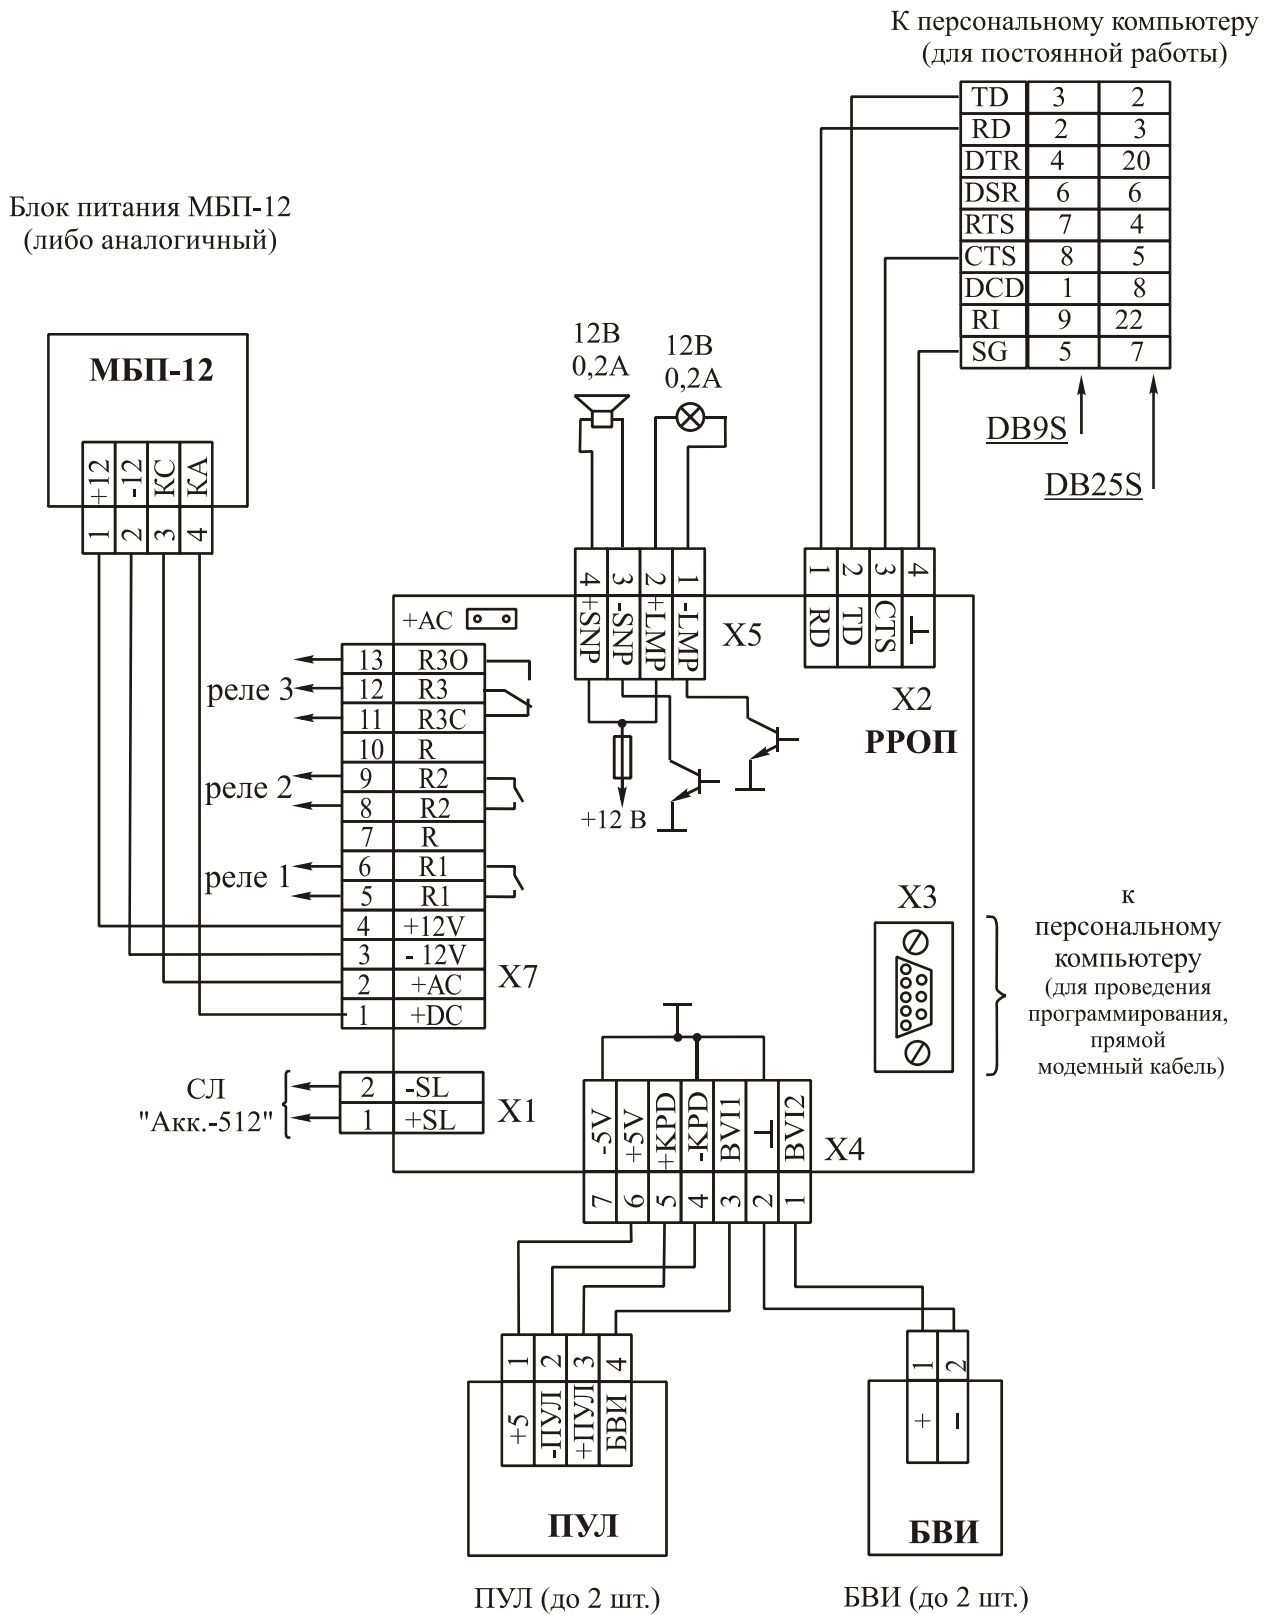 К персональному компьютеру
(для постоянной работы)
TD 3 2
RD 2 3
DTR 4 20
DSR 6 6
RTS 7 4
CTS 8 5
DCD 1 8
RI 9 22
SG 5 7
DB9S
DB25S
Блок питания МБП-12
(либо аналогичный)
МБП-12
+12 -12 КС КА
1 2 3 4
12В
0,2А
12В
0,2А
4 3 2 1
+SNP -SNP +LMP -LMP
X5
1 2 3 4
RD TD CTS ⊥
X2
РРОП
+AC
13 R3O
12 R3
11 R3C
10 R
9 R2
8 R2
7 R
6 R1
5 R1
4 +12V
3 - 12V
2 +AC
1 +DC
реле 3
реле 2
реле 1
X7
+12 В
X3
к
персональному
компьютеру
(для проведения
программирования,
прямой
модемный кабель)
СЛ
"Акк.-512"
2 -SL
1 +SL
X1
-5V +5V +KPD -KPD BVI1 ⊥ BVI2
7 6 5 4 3 2 1
X4
1 2 3 4
+5 -ПУЛ +ПУЛ БВИ
ПУЛ
1 2
+ -
БВИ
ПУЛ (до 2 шт.)
БВИ (до 2 шт.)